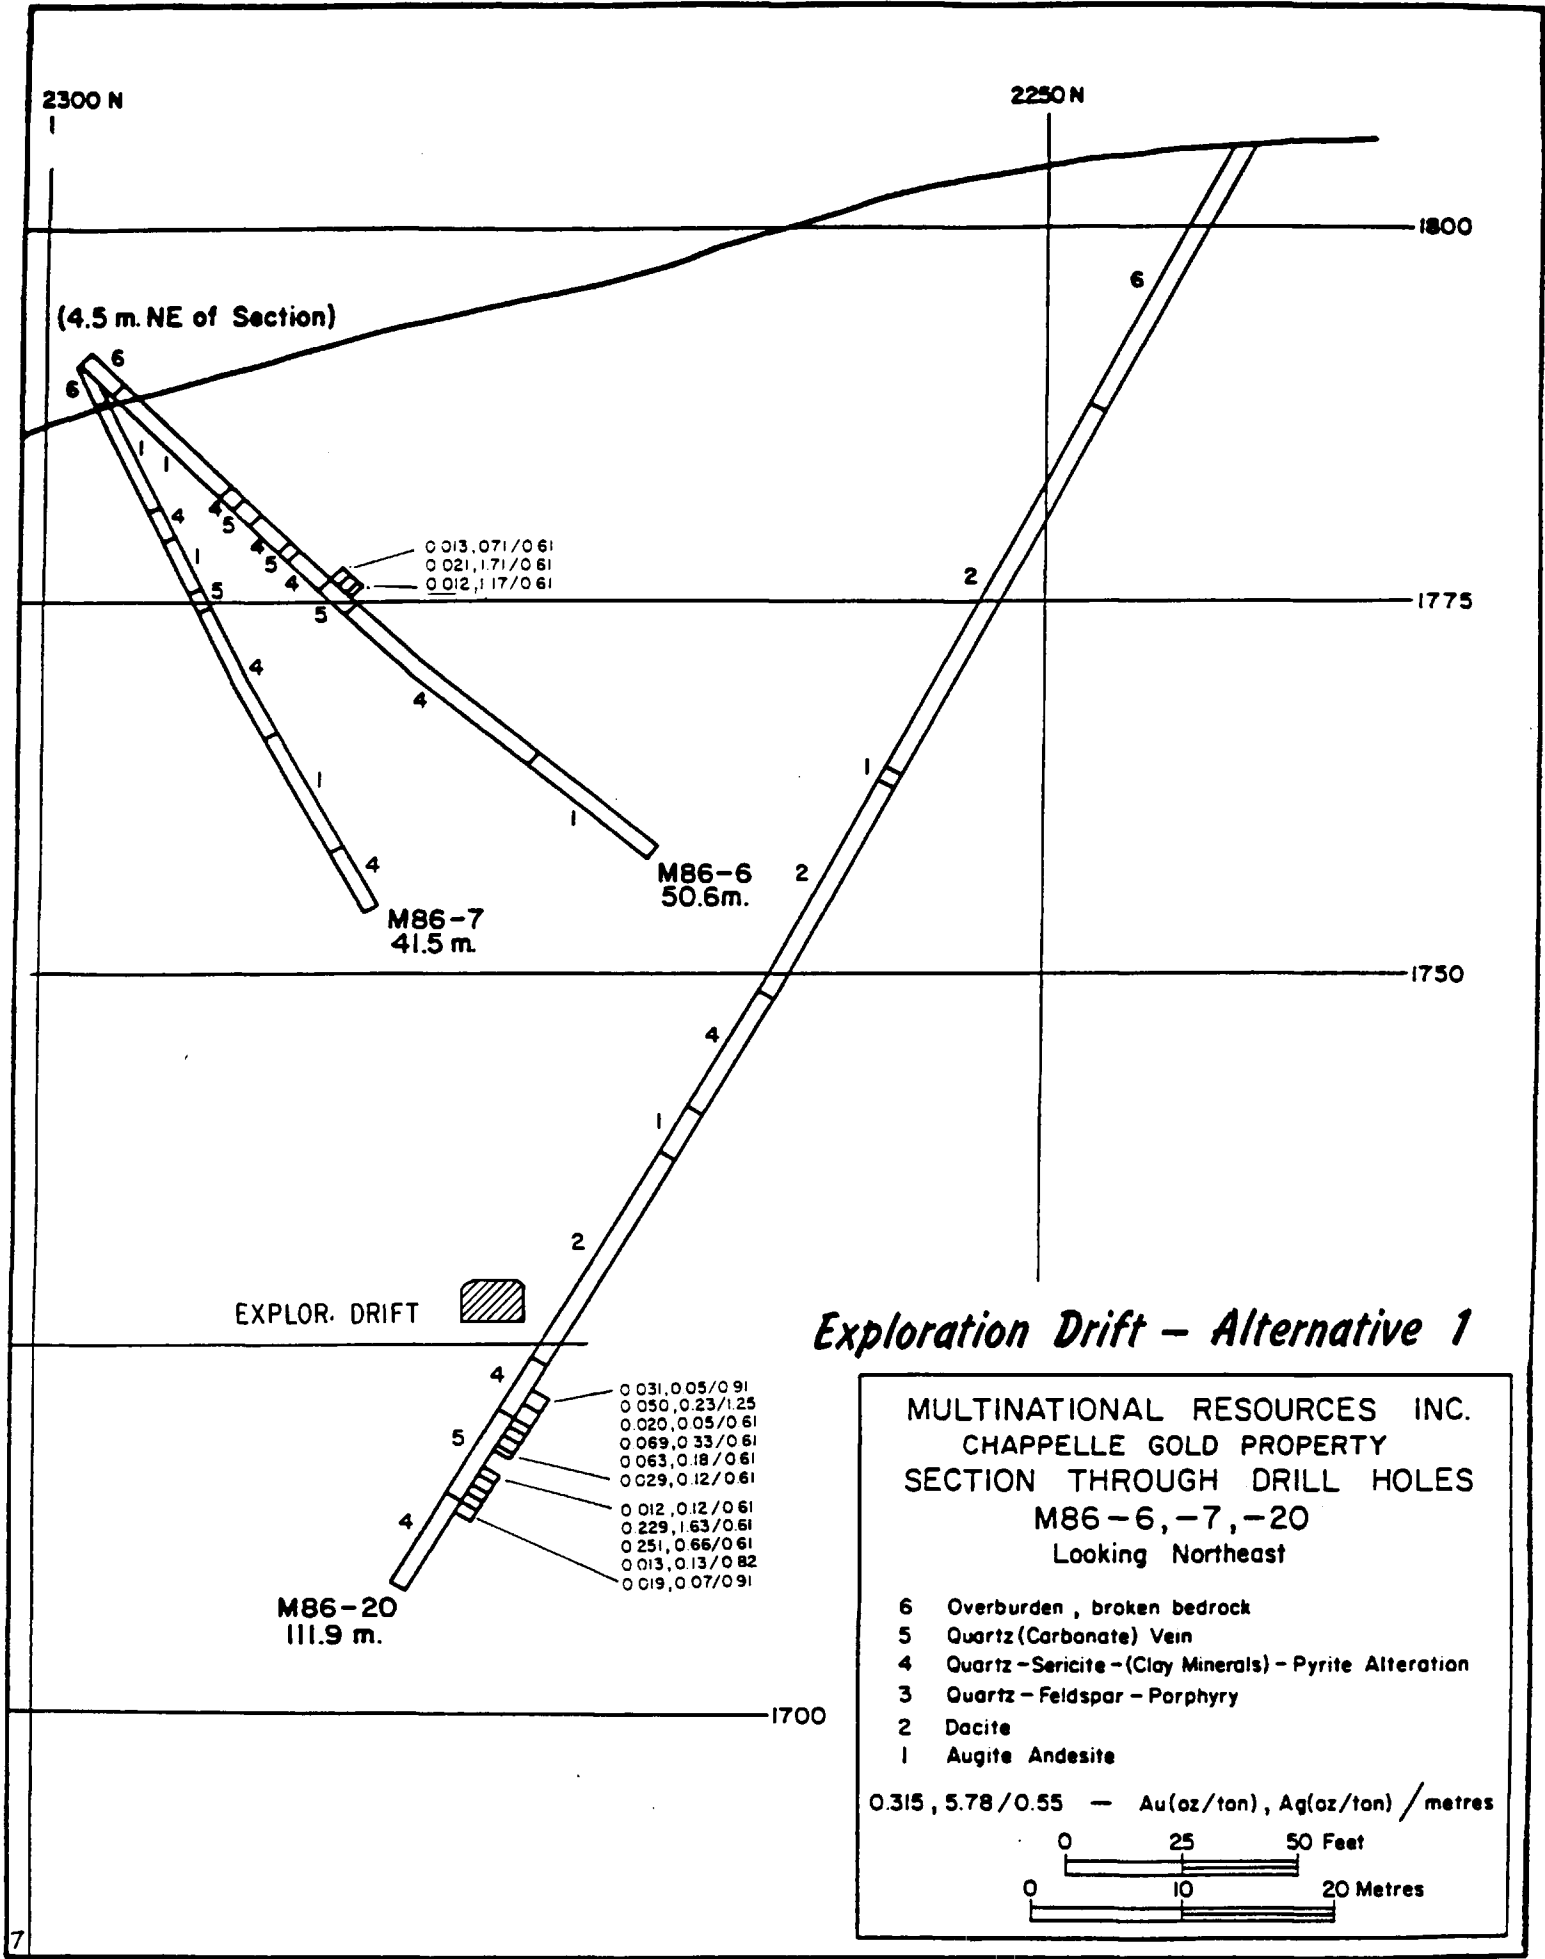 2300 N
2250 N
1800
(4.5 m. NE of Section)
6
6
6
1
1
4
4
5
4
5
4
1
5
5
0.013,071/0 61
0 021,1.71/0 61
0 012,1 17/0 61
2
1775
4
4
1
1
1
2
4
M86-6
50.6m.
M86-7
41.5 m.
1750
4
1
2
EXPLOR. DRIFT
Exploration Drift - Alternative 1
4
5
4
0 031,0.05/0 91
0 050,0.23/1.25
0.020,0.05/0 61
0 069,0 33/0.61
0 063,0.18/0 61
0 029,0.12/0.61
0 012,0.12/0 61
0 229,1.63/0.61
0 251,0.66/0 61
0 013,0.13/0 82
0 019,0 07/0 91
M86-20
111.9 m.
1700
MULTINATIONAL RESOURCES INC.
CHAPPELLE GOLD PROPERTY
SECTION THROUGH DRILL HOLES
M86-6,-7,-20
Looking Northeast
6 Overburden , broken bedrock
5 Quartz (Carbonate) Vein
4 Quartz-Sericite-(Clay Minerals)-Pyrite Alteration
3 Quartz-Feldspar-Porphyry
2 Dacite
1 Augite Andesite
0.315, 5.78/0.55 — Au(oz/ton), Ag(oz/ton)/metres
0 25 50 Feet
0 10 20 Metres
7